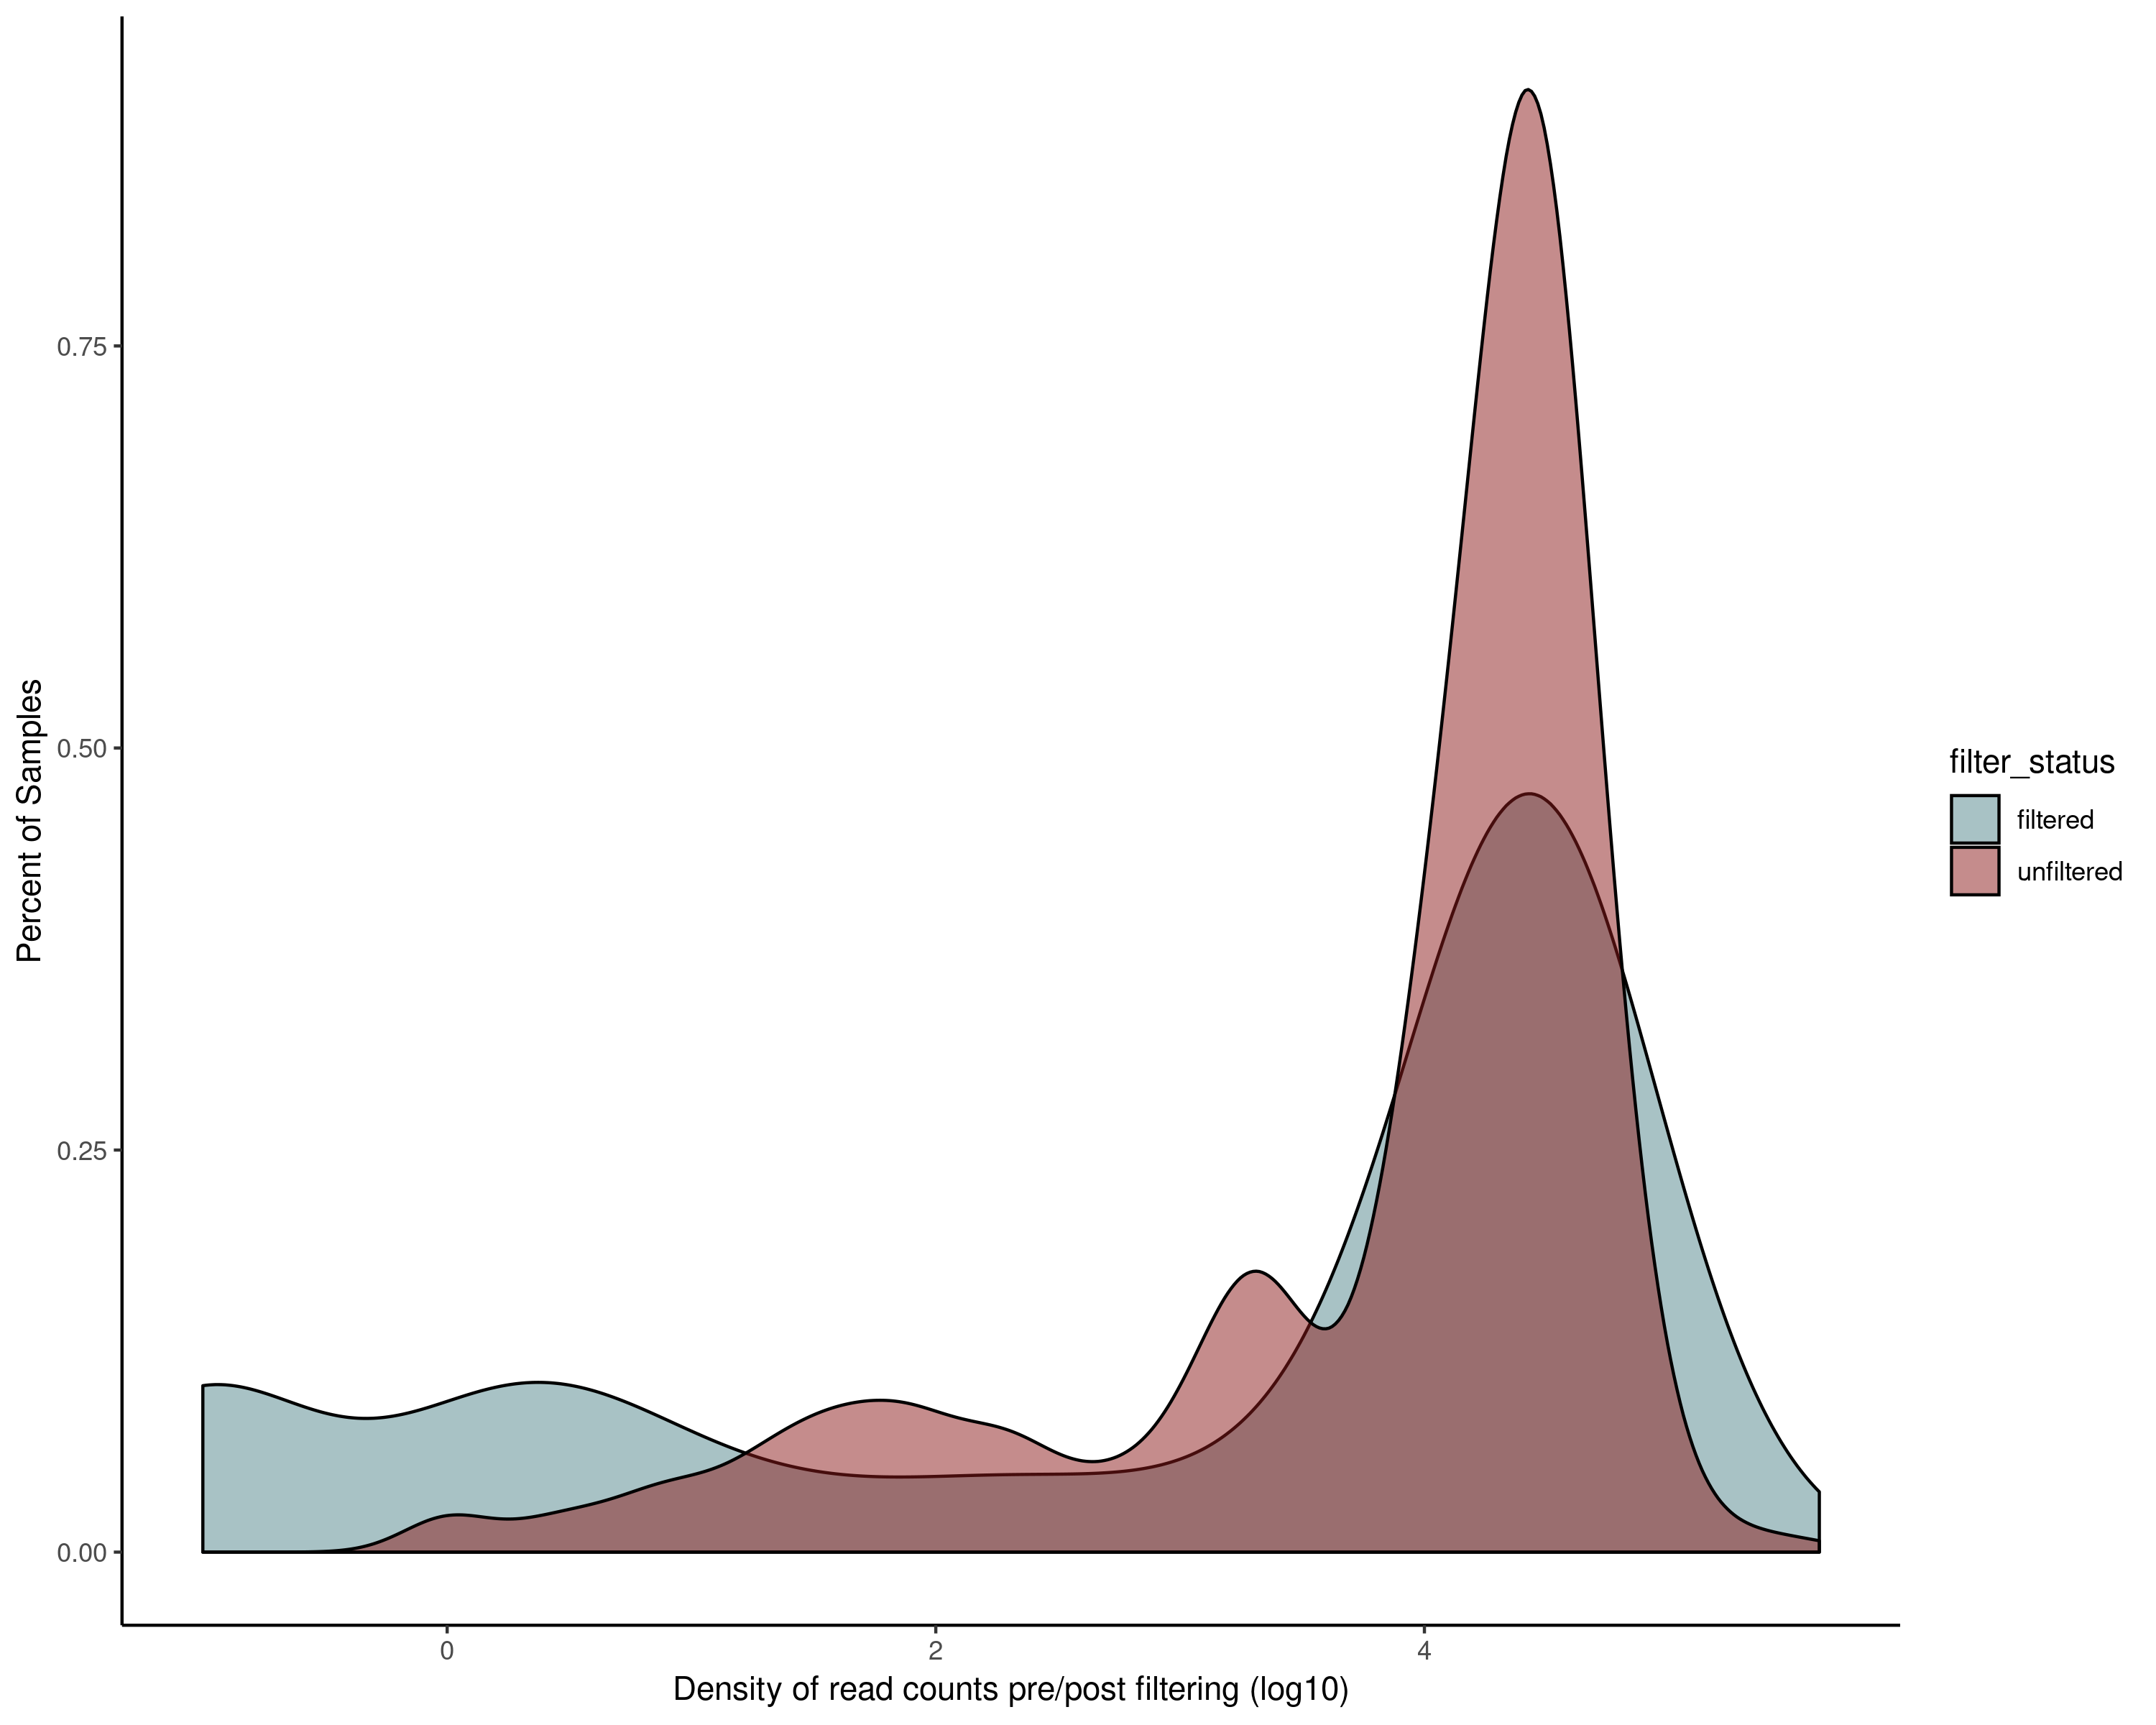 Percent of Samples
0.75
0.50
0.25
0.00
0
2
4
Density of read counts pre/post filtering (log10)
filter_status
filtered
unfiltered